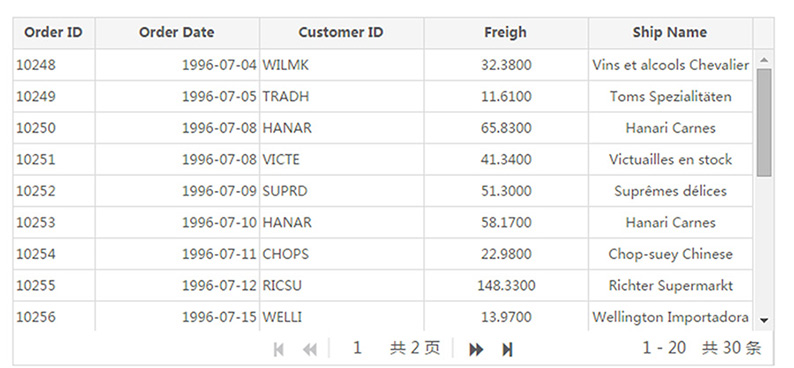 Order ID Order Date Customer ID Freigh Ship Name
10248 1996-07-04 WILMK 32.3800 Vins et alcools Chevalier
10249 1996-07-05 TRADH 11.6100 Toms Spezialitäten
10250 1996-07-08 HANAR 65.8300 Hanari Carnes
10251 1996-07-08 VICTE 41.3400 Victuailles en stock
10252 1996-07-09 SUPRD 51.3000 Suprêmes délices
10253 1996-07-10 HANAR 58.1700 Hanari Carnes
10254 1996-07-11 CHOPS 22.9800 Chop-suey Chinese
10255 1996-07-12 RICSU 148.3300 Richter Supermarkt
10256 1996-07-15 WELLI 13.9700 Wellington Importadora
1 共 2 页 1 - 20 共 30 条